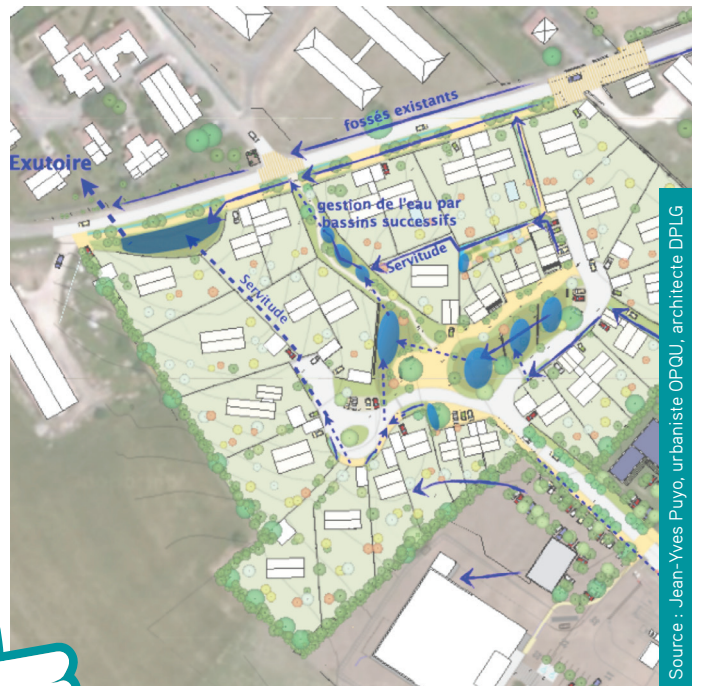 fossés existants
Exutoire
gestion de l'eau par
bassins successifs
Servitude
Servitude
Source : Jean-Yves Puyo, urbaniste OPQU, architecte DPLG